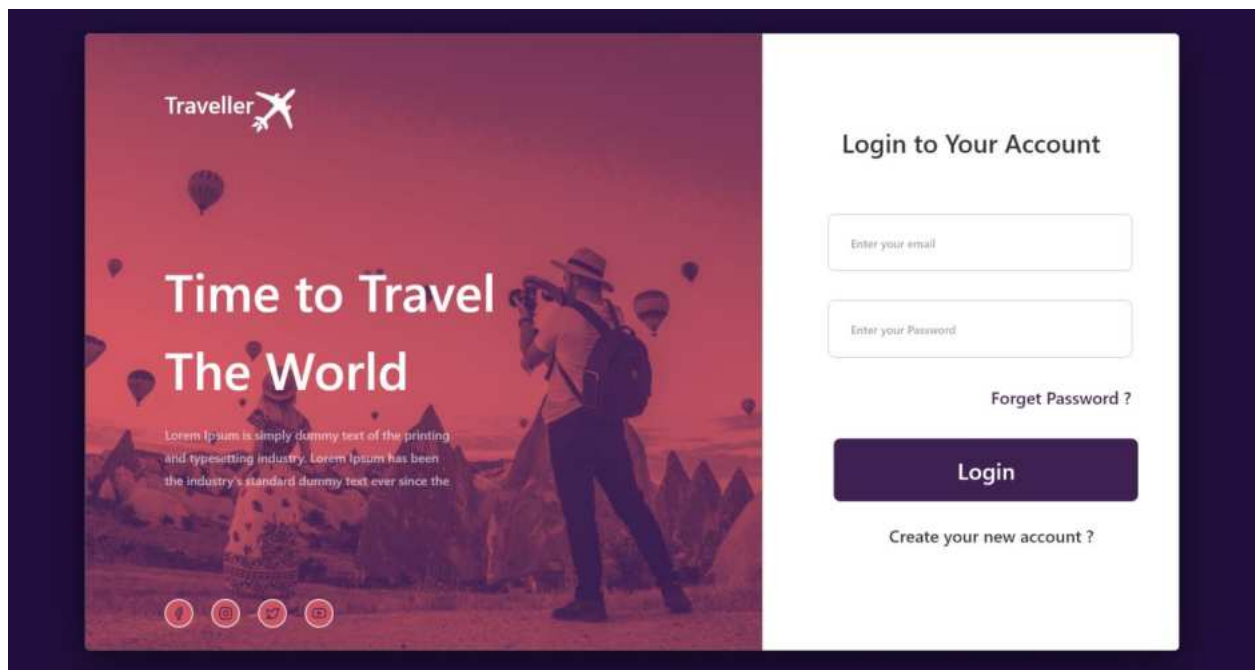 Traveller
Time to Travel
The World
Lorem Ipsum is simply dummy text of the printing
and typesetting industry. Lorem Ipsum has been
the industry's standard dummy text ever since the
Login to Your Account
Enter your email
Enter your Password
Forget Password ?
Login
Create your new account ?